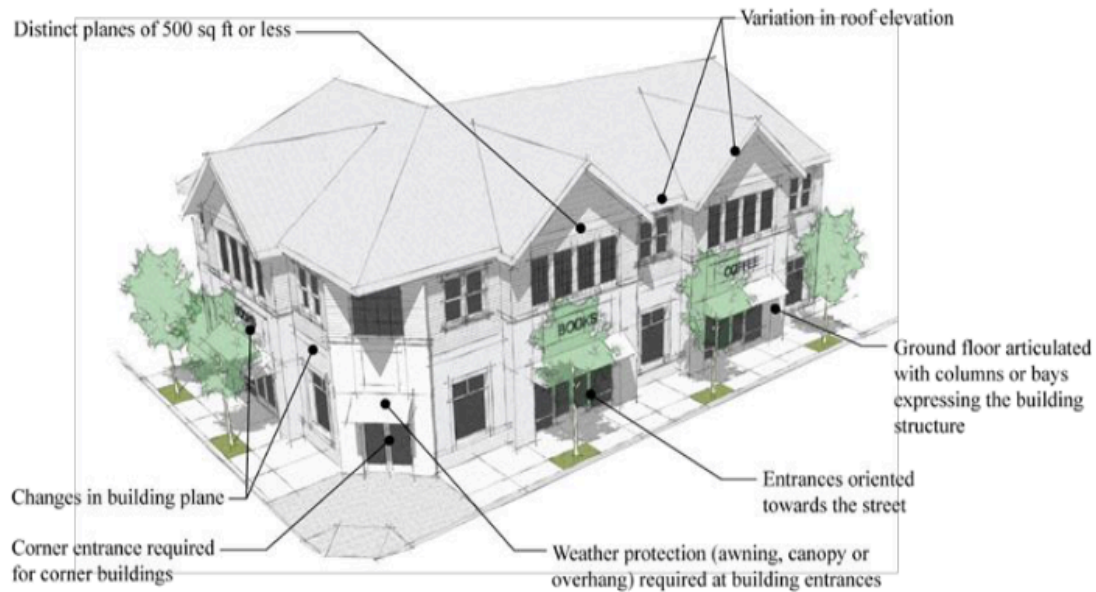 Distinct planes of 500 sq ft or less
Variation in roof elevation
COFFEE
BOOKS
Ground floor articulated
with columns or bays
expressing the building
structure
Entrances oriented
towards the street
Changes in building plane
Corner entrance required
for corner buildings
Weather protection (awning, canopy or
overhang) required at building entrances